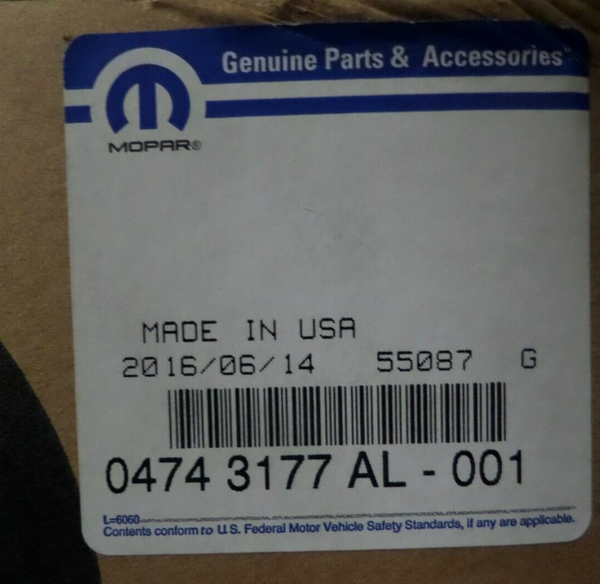 Genuine Parts & Accessories
MOPAR®
MADE IN USA
2016/06/14 55087 G
0474 3177 AL - 001
L=6060
Contents conform to U.S. Federal Motor Vehicle Safety Standards, if any are applicable.